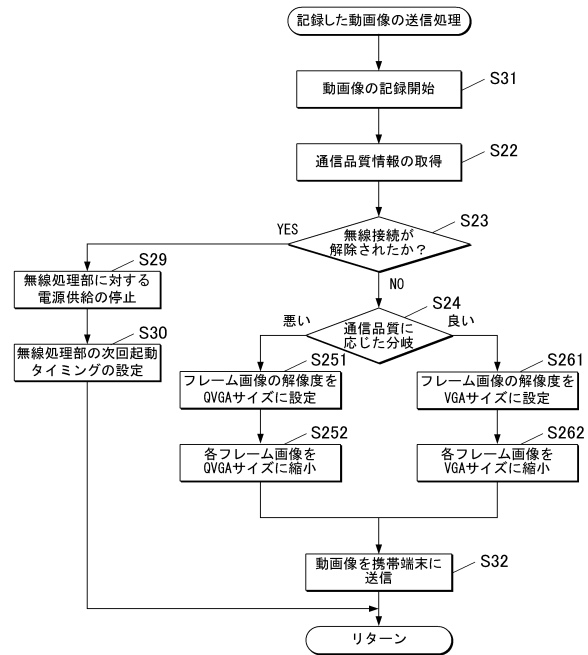 記録した動画像の送信処理
S31
動画像の記録開始
S22
通信品質情報の取得
S23
無線接続が
解除されたか？
YES
NO
S29
無線処理部に対する
電源供給の停止
S30
無線処理部の次回起動
タイミングの設定
S24
通信品質に
応じた分岐
悪い
良い
S251
フレーム画像の解像度を
QVGAサイズに設定
S261
フレーム画像の解像度を
VGAサイズに設定
S252
各フレーム画像を
QVGAサイズに縮小
S262
各フレーム画像を
VGAサイズに縮小
S32
動画像を携帯端末に
送信
リターン